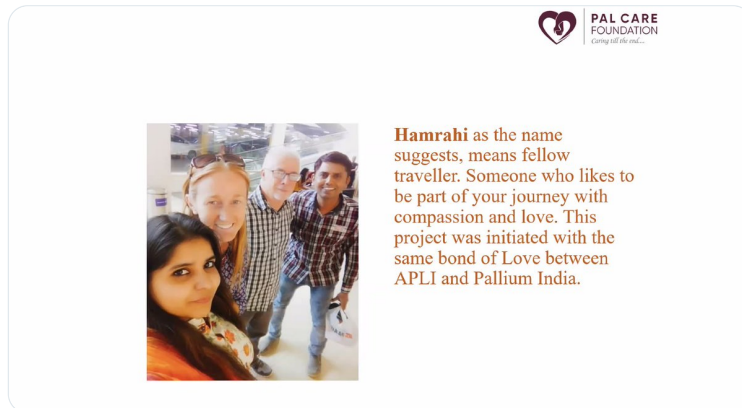 PAL CARE
FOUNDATION
Caring till the end....
Hamrahi as the name
suggests, means fellow
traveller. Someone who likes to
be part of your journey with
compassion and love. This
project was initiated with the
same bond of Love between
APLI and Pallium India.